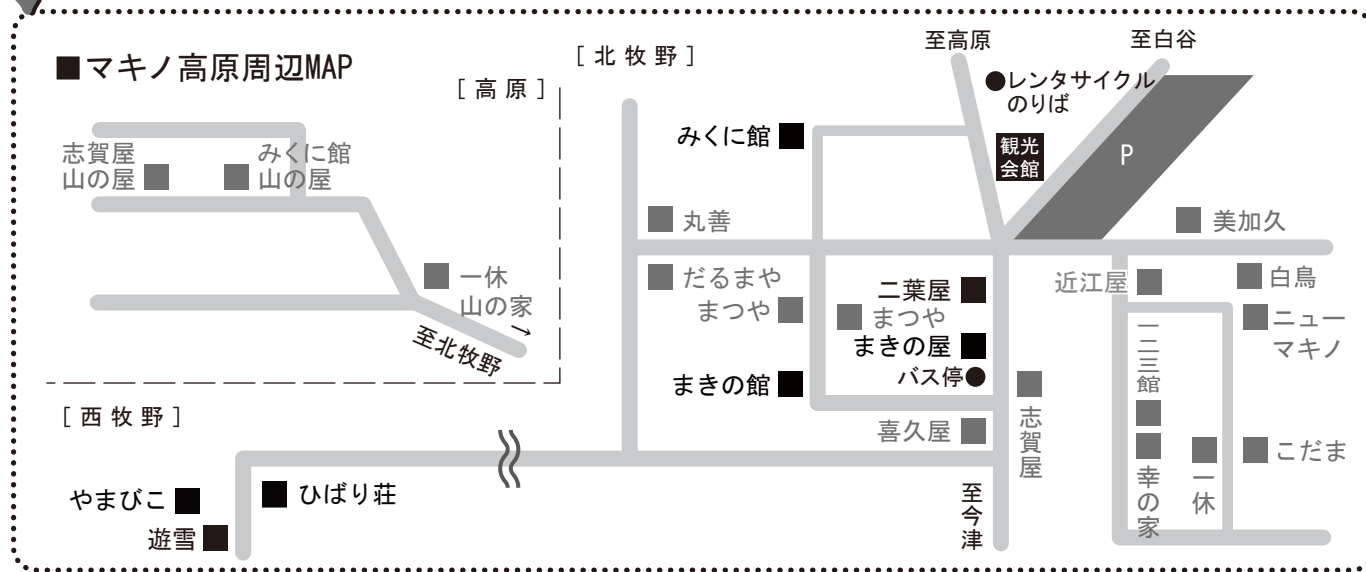 ■マキノ高原周辺MAP
[高原]
志賀屋
山の屋
みくに館
山の屋
一休
山の家
→
至北牧野
[北牧野]
至高原
至白谷
●レンタサイクル
のりば
みくに館
観光
会館
P
丸善
美加久
だるまや
まつや
まつや
二葉屋
まきの屋
バス停●
まきの館
近江屋
白鳥
ニュー
マキノ
一二三館
志賀屋
喜久屋
幸の家
一休
こだま
至今津
[西牧野]
やまびこ
ひばり荘
遊雪